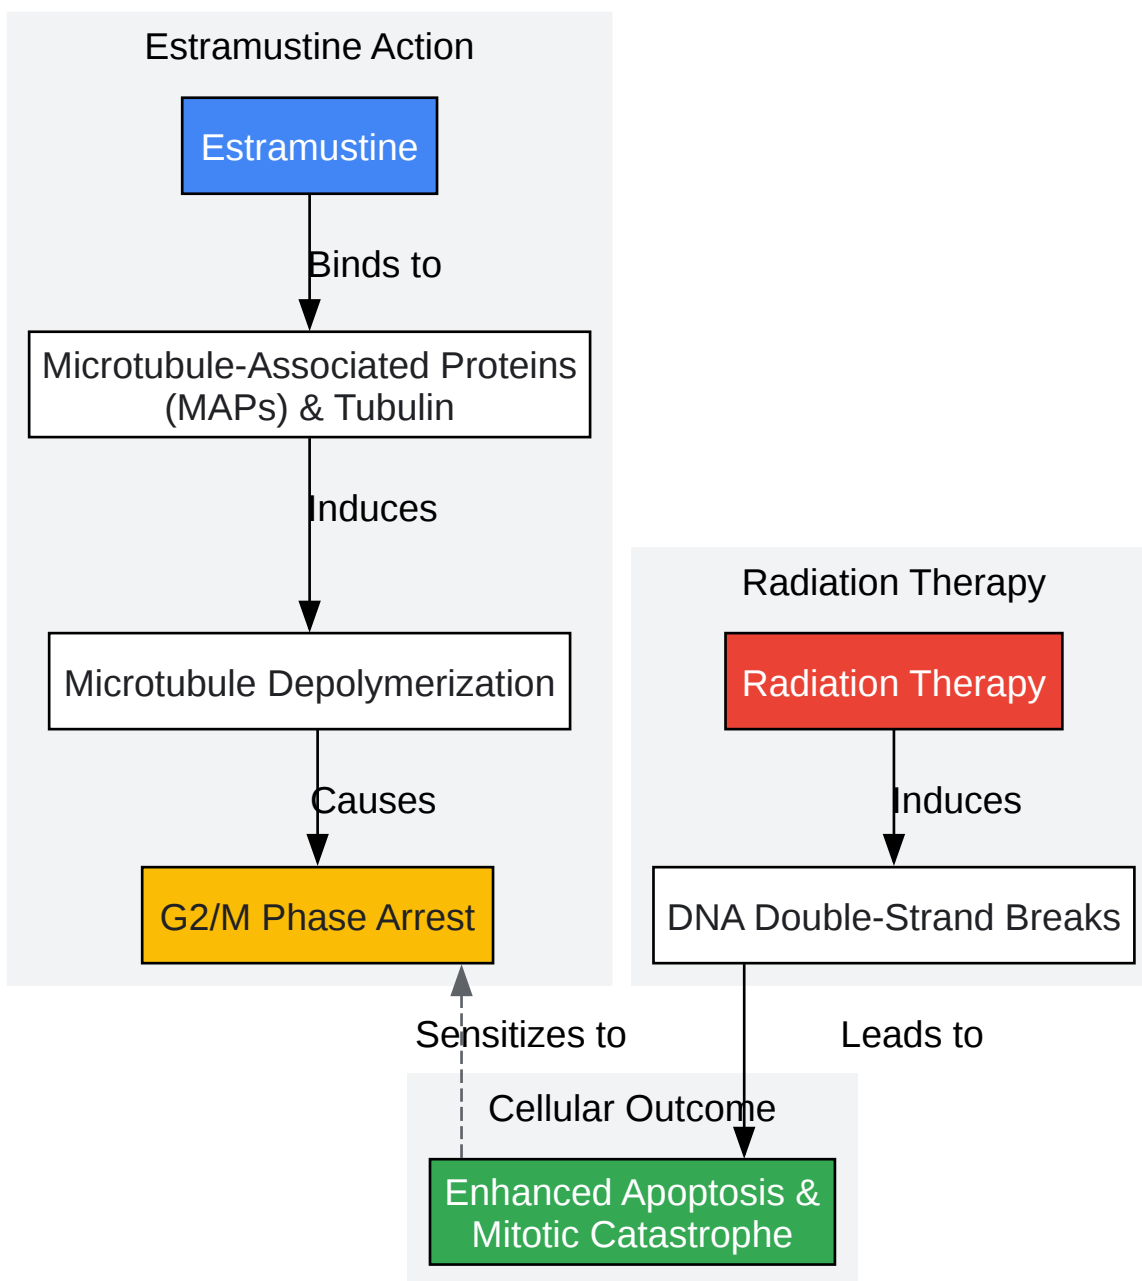 Estramustine Action
Estramustine
Binds to
Microtubule-Associated Proteins
(MAPs) & Tubulin
Induces
Microtubule Depolymerization
Causes
G2/M Phase Arrest
Radiation Therapy
Radiation Therapy
Induces
DNA Double-Strand Breaks
Sensitizes to
Leads to
Cellular Outcome
Enhanced Apoptosis &
Mitotic Catastrophe